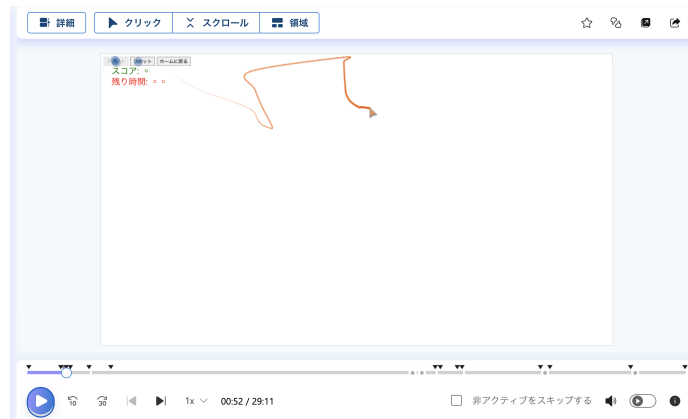 詳細 クリック スクロール 領域
リセット ホームに戻る
スコア:
残り時間:
10 30 1x 00:52 / 29:11 非アクティブをスキップする